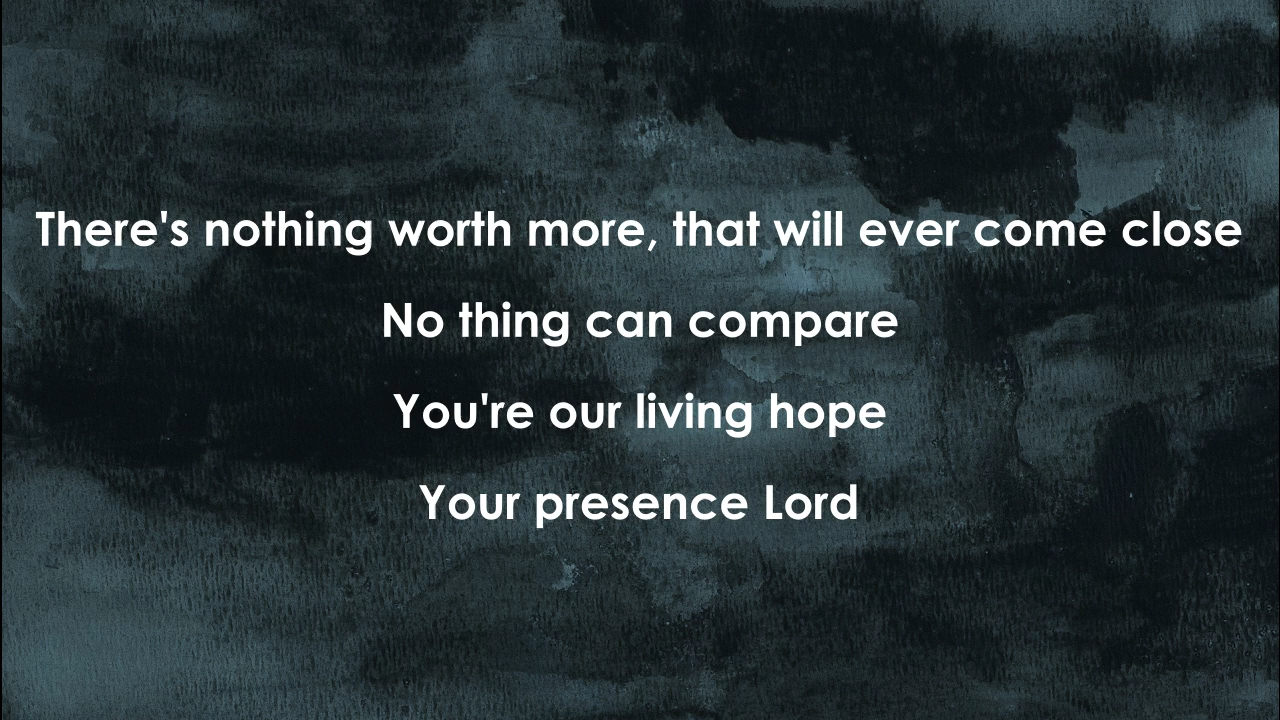 There's nothing worth more, that will ever come close
No thing can compare
You're our living hope
Your presence Lord